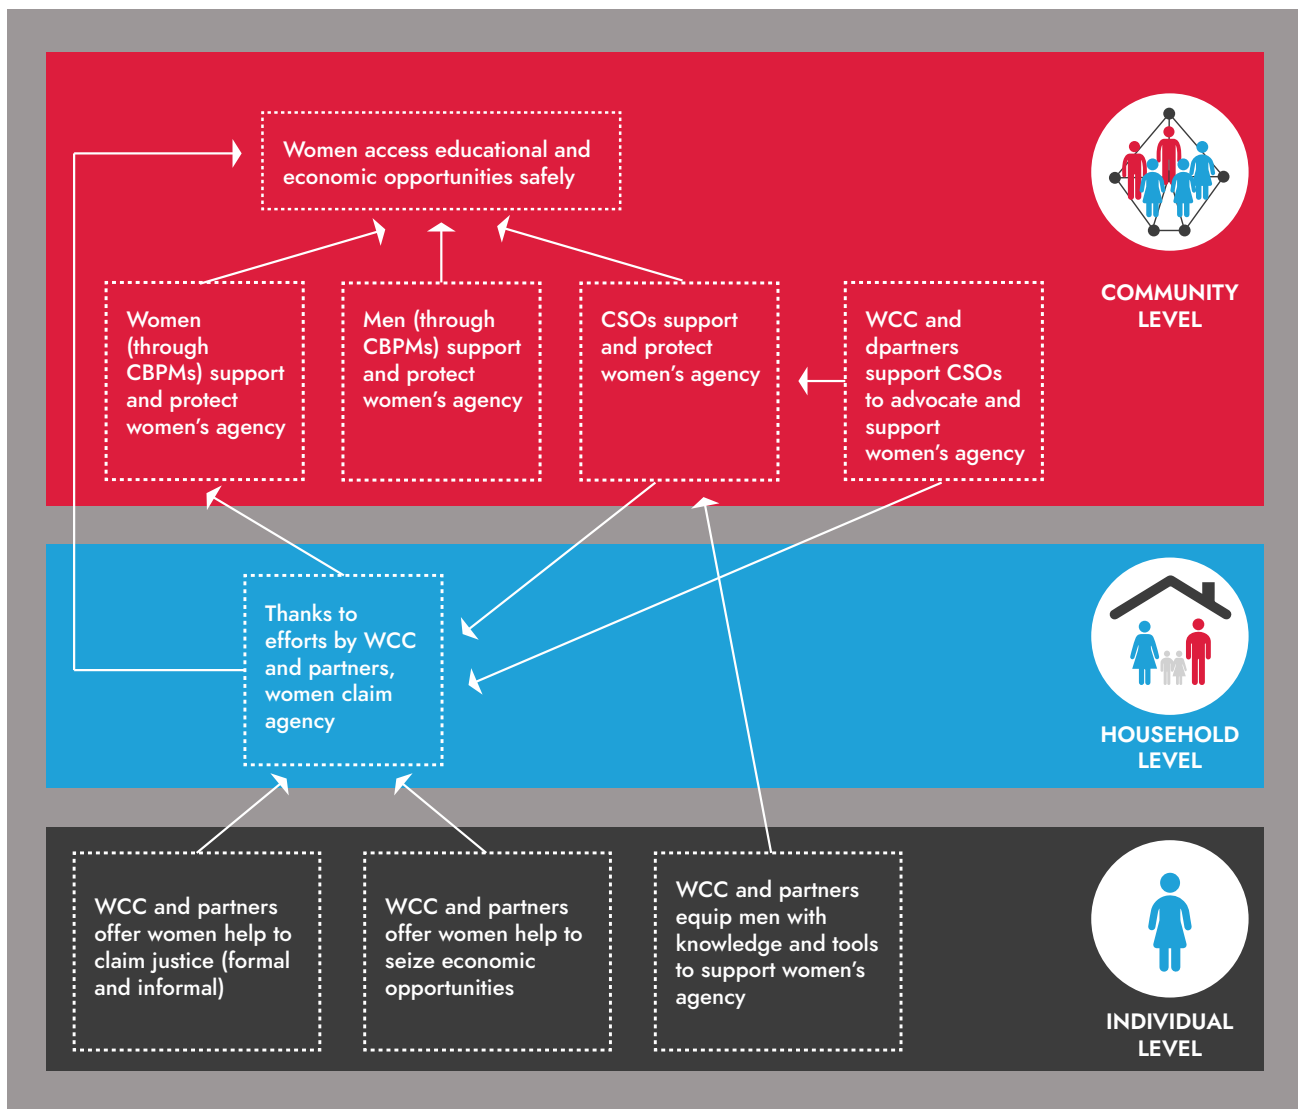 Women access educational and
economic opportunities safely
Women
(through
CBPMs) support
and protect
women's agency
Men (through
CBPMs) support
and protect
women's agency
CSOs support
and protect
women's agency
WCC and
dpartners
support CSOs
to advocate and
support
women's agency
COMMUNITY
LEVEL
Thanks to
efforts by WCC
and partners,
women claim
agency
HOUSEHOLD
LEVEL
WCC and partners
offer women help to
claim justice (formal
and informal)
WCC and partners
offer women help to
seize economic
opportunities
WCC and partners
equip men with
knowledge and tools
to support women's
agency
INDIVIDUAL
LEVEL